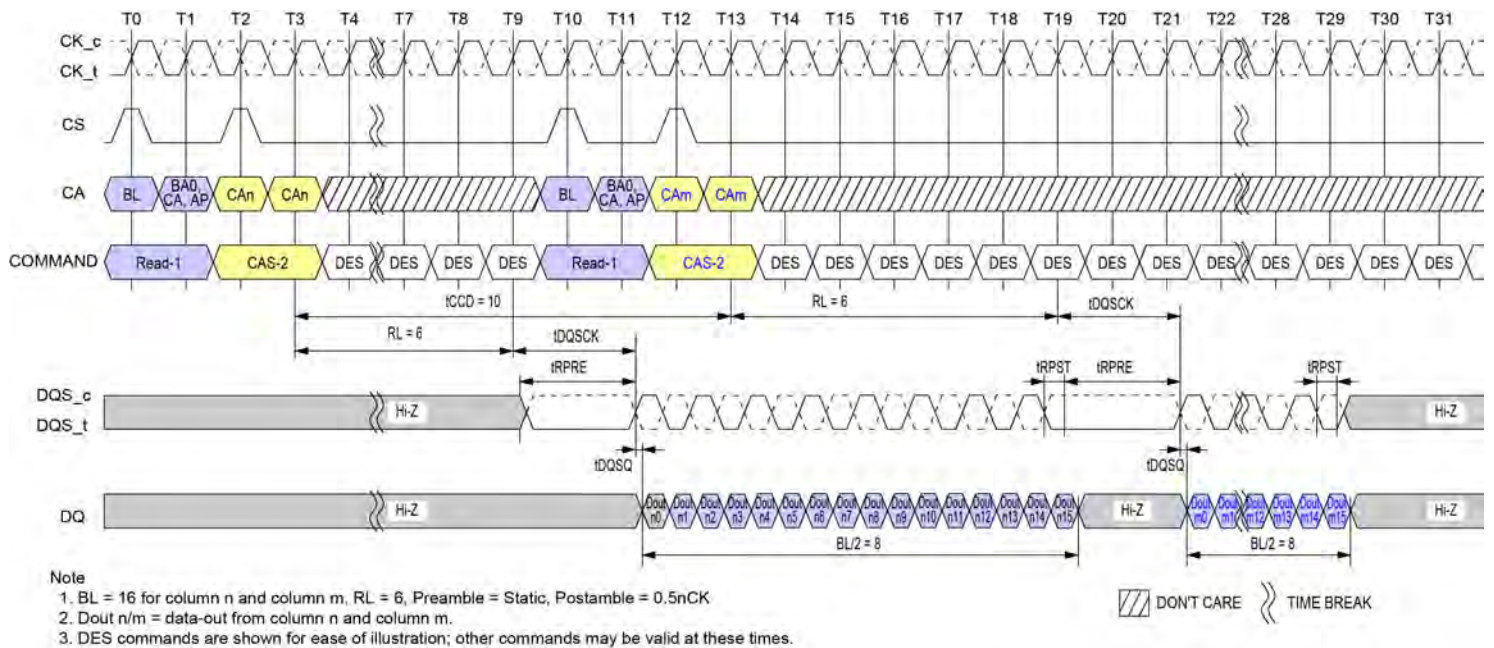 T0 T1 T2 T3 T4 T7 T8 T9 T10 T11 T12 T13 T14 T15 T16 T17 T18 T19 T20 T21 T22 T28 T29 T30 T31
CK_c
CK_t
CS
CA BL BA0, CA, AP CAn CAn BL BA0, CA, AP CAm CAm
COMMAND Read-1 CAS-2 DES DES DES DES Read-1 CAS-2 DES DES DES DES DES DES DES DES DES DES DES DES DES
tCCD = 10 RL = 6 tDQSCK
RL = 6 tDQSCK
tRPRE tRPST tRPRE tRPST
DQS_c
DQS_t Hi-Z Hi-Z
tDQSQ tDQSQ
DQ Hi-Z Dout n0 Dout n1 Dout n2 Dout n3 Dout n4 Dout n5 Dout n6 Dout n7 Dout n8 Dout n9 Dout n10 Dout n11 Dout n12 Dout n13 Dout n14 Dout n15 Hi-Z Dout m0 Dout m1 Dout m12 Dout m13 Dout m14 Dout m15 Hi-Z
BL/2 = 8 BL/2 = 8
Note
1. BL = 16 for column n and column m, RL = 6, Preamble = Static, Postamble = 0.5nCK
2. Dout n/m = data-out from column n and column m.
3. DES commands are shown for ease of illustration; other commands may be valid at these times.
DON'T CARE TIME BREAK